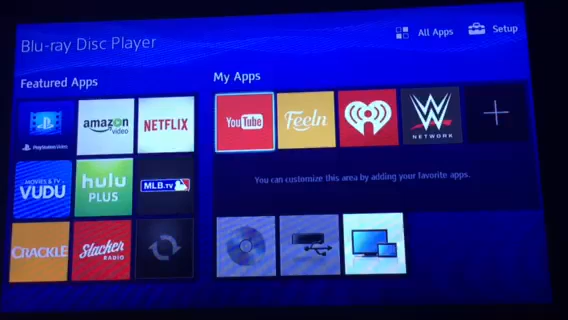 Blu-ray Disc Player
All Apps
Setup
Featured Apps
My Apps
PlayStation Video
amazon
video
NETFLIX
YouTube
Feeln
W
NETWORK
MOVIES & TV
VUDU
hulu
PLUS
MLB.TV
You can customize this area by adding your favorite apps.
CRACKLE
Slacker
RADIO